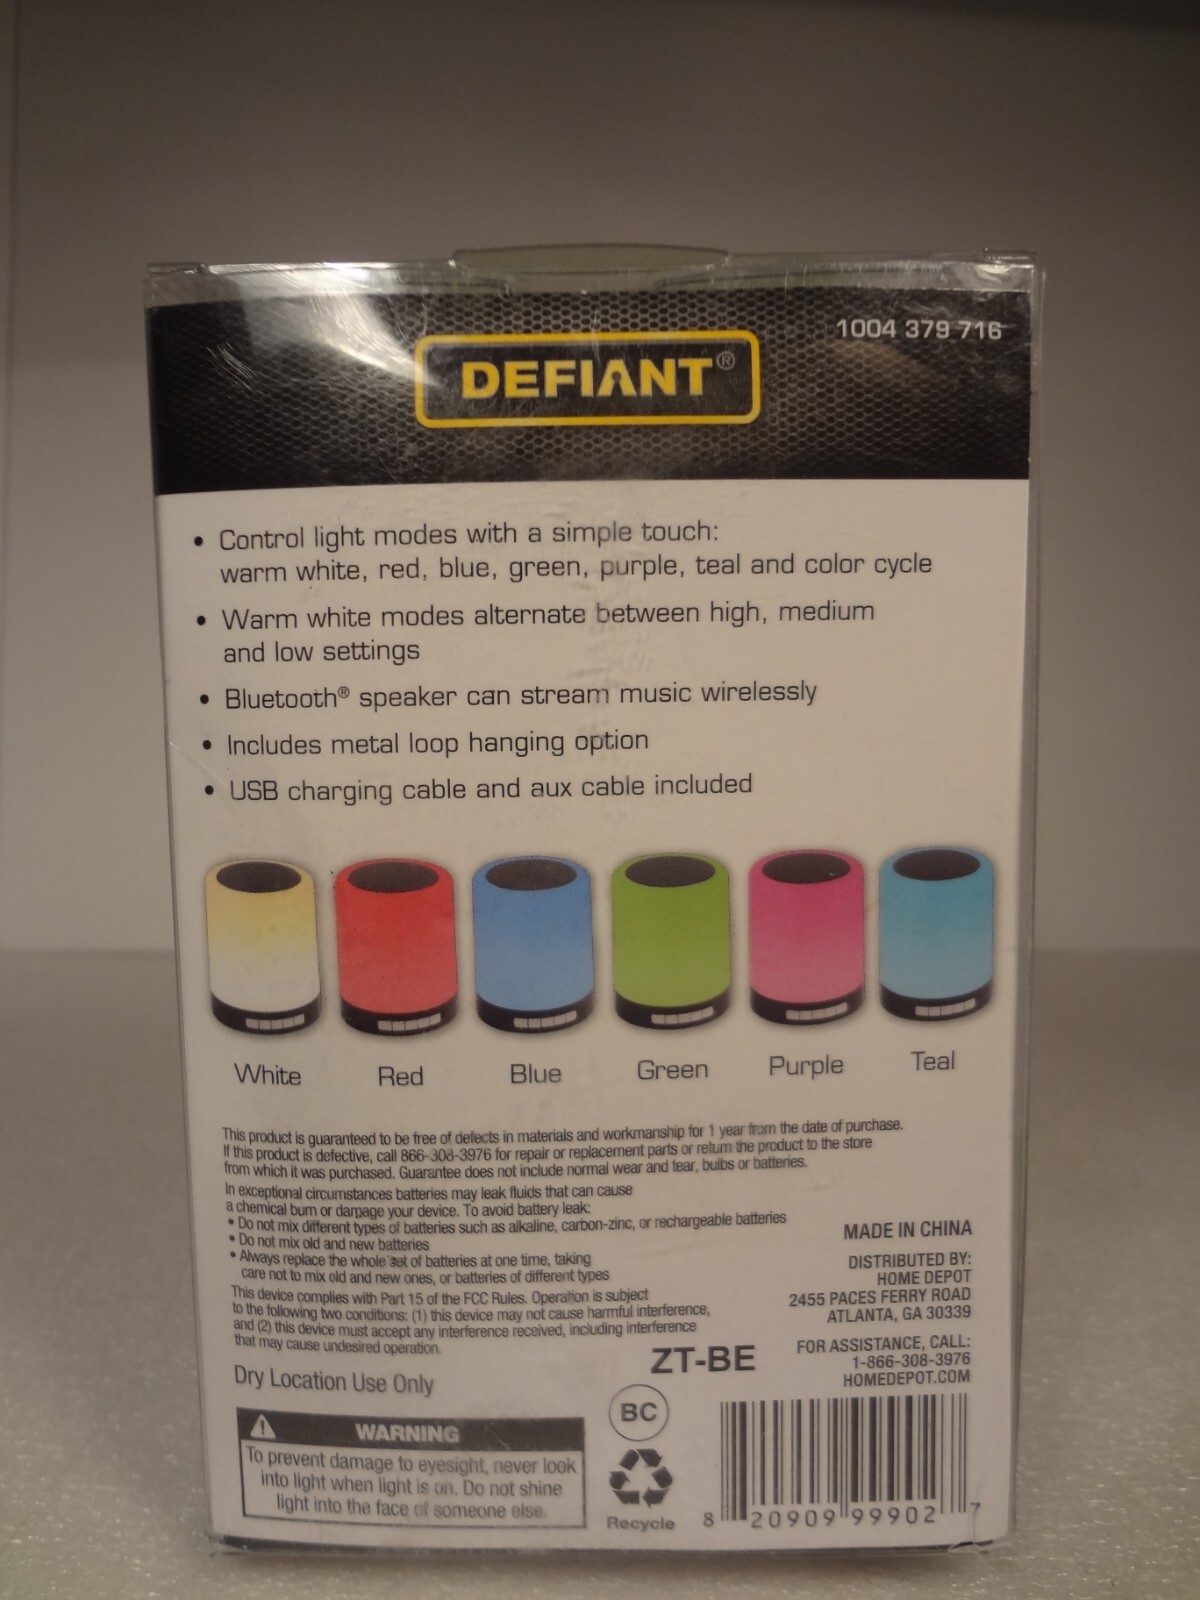 1004 379 716
DEFIANT®
• Control light modes with a simple touch:
warm white, red, blue, green, purple, teal and color cycle
• Warm white modes alternate between high, medium
and low settings
• Bluetooth® speaker can stream music wirelessly
• Includes metal loop hanging option
• USB charging cable and aux cable included
White Red Blue Green Purple Teal
This product is guaranteed to be free of defects in materials and workmanship for 1 year from the date of purchase.
If this product is defective, call 866-308-3976 for repair or replacement parts or return the product to the store
from which it was purchased. Guarantee does not include normal wear and tear, bulbs or batteries.
In exceptional circumstances batteries may leak fluids that can cause
a chemical burn or damage your device. To avoid battery leak:
• Do not mix different types of batteries such as alkaline, carbon-zinc, or rechargeable batteries
• Do not mix old and new batteries
• Always replace the whole set of batteries at one time, taking
care not to mix old and new ones, or batteries of different types
This device complies with Part 15 of the FCC Rules. Operation is subject
to the following two conditions: (1) this device may not cause harmful interference,
and (2) this device must accept any interference received, including interference
that may cause undesired operation.
Dry Location Use Only
WARNING
To prevent damage to eyesight, never look
into light when light is on. Do not shine
light into the face of someone else.
ZT-BE
BC
Recycle
MADE IN CHINA
DISTRIBUTED BY:
HOME DEPOT
2455 PACES FERRY ROAD
ATLANTA, GA 30339
FOR ASSISTANCE, CALL:
1-866-308-3976
HOMEDEPOT.COM
8 20909 99902 7